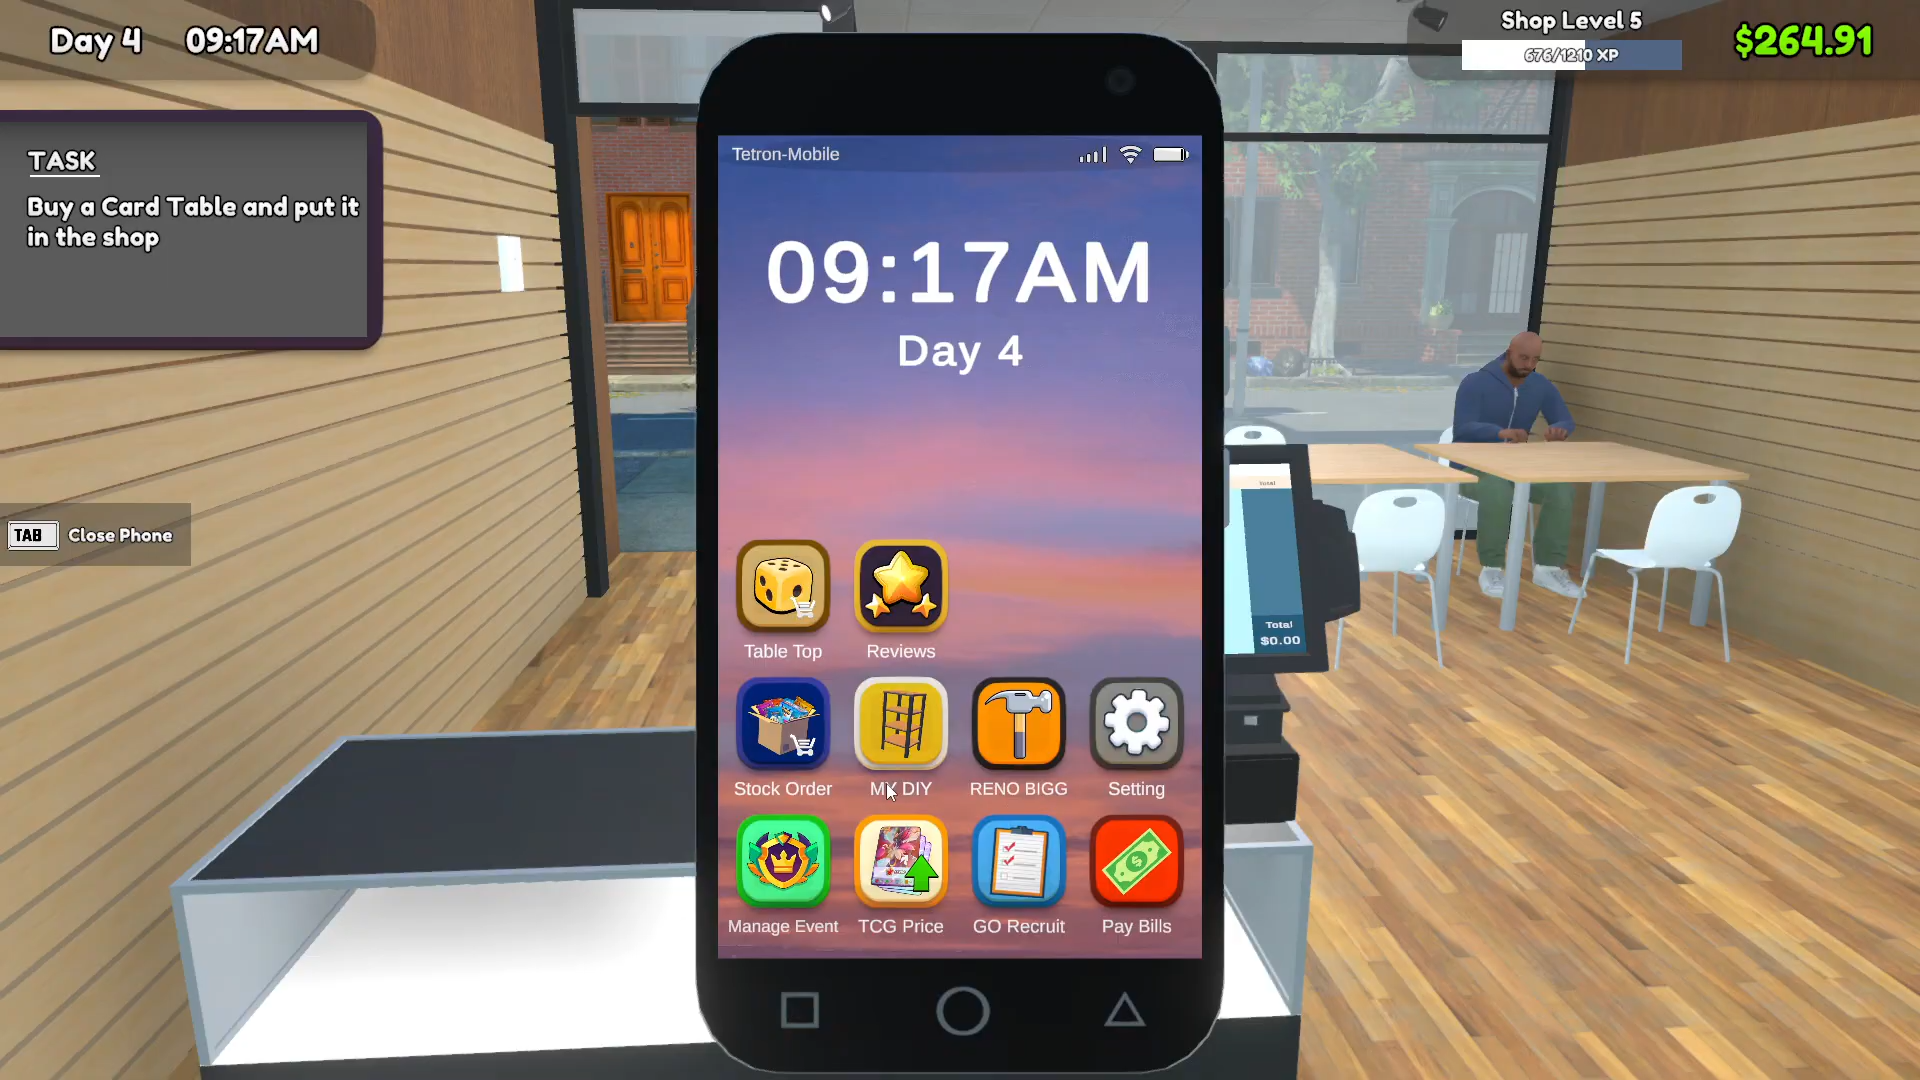 Day 4 09:17AM
Shop Level 5
676/1210 XP
$264.91
TASK
Buy a Card Table and put it
in the shop
TAB Close Phone
Tetron-Mobile
09:17AM
Day 4
Table Top
Reviews
Stock Order
MY DIY
RENO BIGG
Setting
Manage Event
TCG Price
GO Recruit
Pay Bills
Total
Total
$0.00